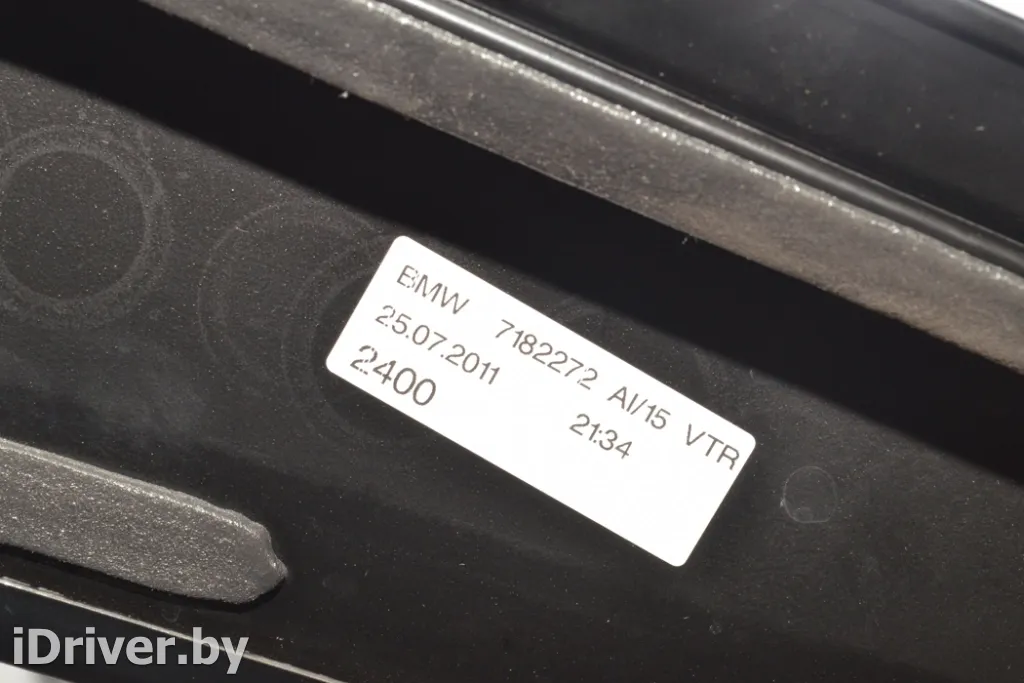 BMW 7182272 AI/15 VTR
25.07.2011 21:34
2400
iDriver.by